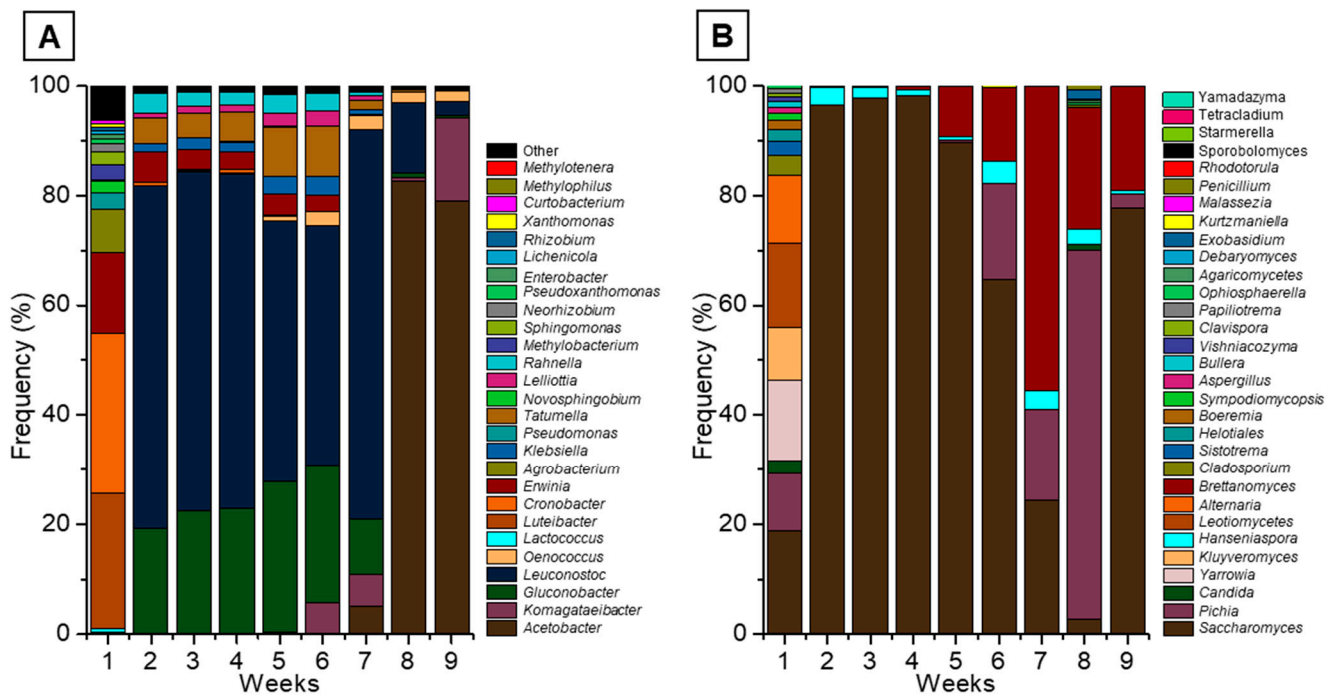 A
Frequency (%)
100
80
60
40
20
0
1 2 3 4 5 6 7 8 9
Weeks
Other
Methylotenera
Methylophilus
Curtobacterium
Xanthomonas
Rhizobium
Lichenicola
Enterobacter
Pseudoxanthomonas
Neorhizobium
Sphingomonas
Methylobacterium
Rahnella
Lelliottia
Novosphingobium
Tatumella
Pseudomonas
Klebsiella
Agrobacterium
Erwinia
Cronobacter
Luteibacter
Lactococcus
Oenococcus
Leuconostoc
Gluconobacter
Komagataeibacter
Acetobacter
B
Frequency (%)
100
80
60
40
20
0
1 2 3 4 5 6 7 8 9
Weeks
Yamadazyma
Tetracladium
Starmerella
Sporobolomyces
Rhodotorula
Penicillium
Malassezia
Kurtzmaniella
Exobasidium
Debaryomyces
Agaricomycetes
Ophiosphaerella
Papiliotrema
Clavispora
Vishniacozyma
Bullera
Aspergillus
Sympodiomycopsis
Boeremia
Helotiales
Sistotrema
Cladosporium
Brettanomyces
Alternaria
Leotiomycetes
Hanseniaspora
Kluyveromyces
Yarrowia
Candida
Pichia
Saccharomyces